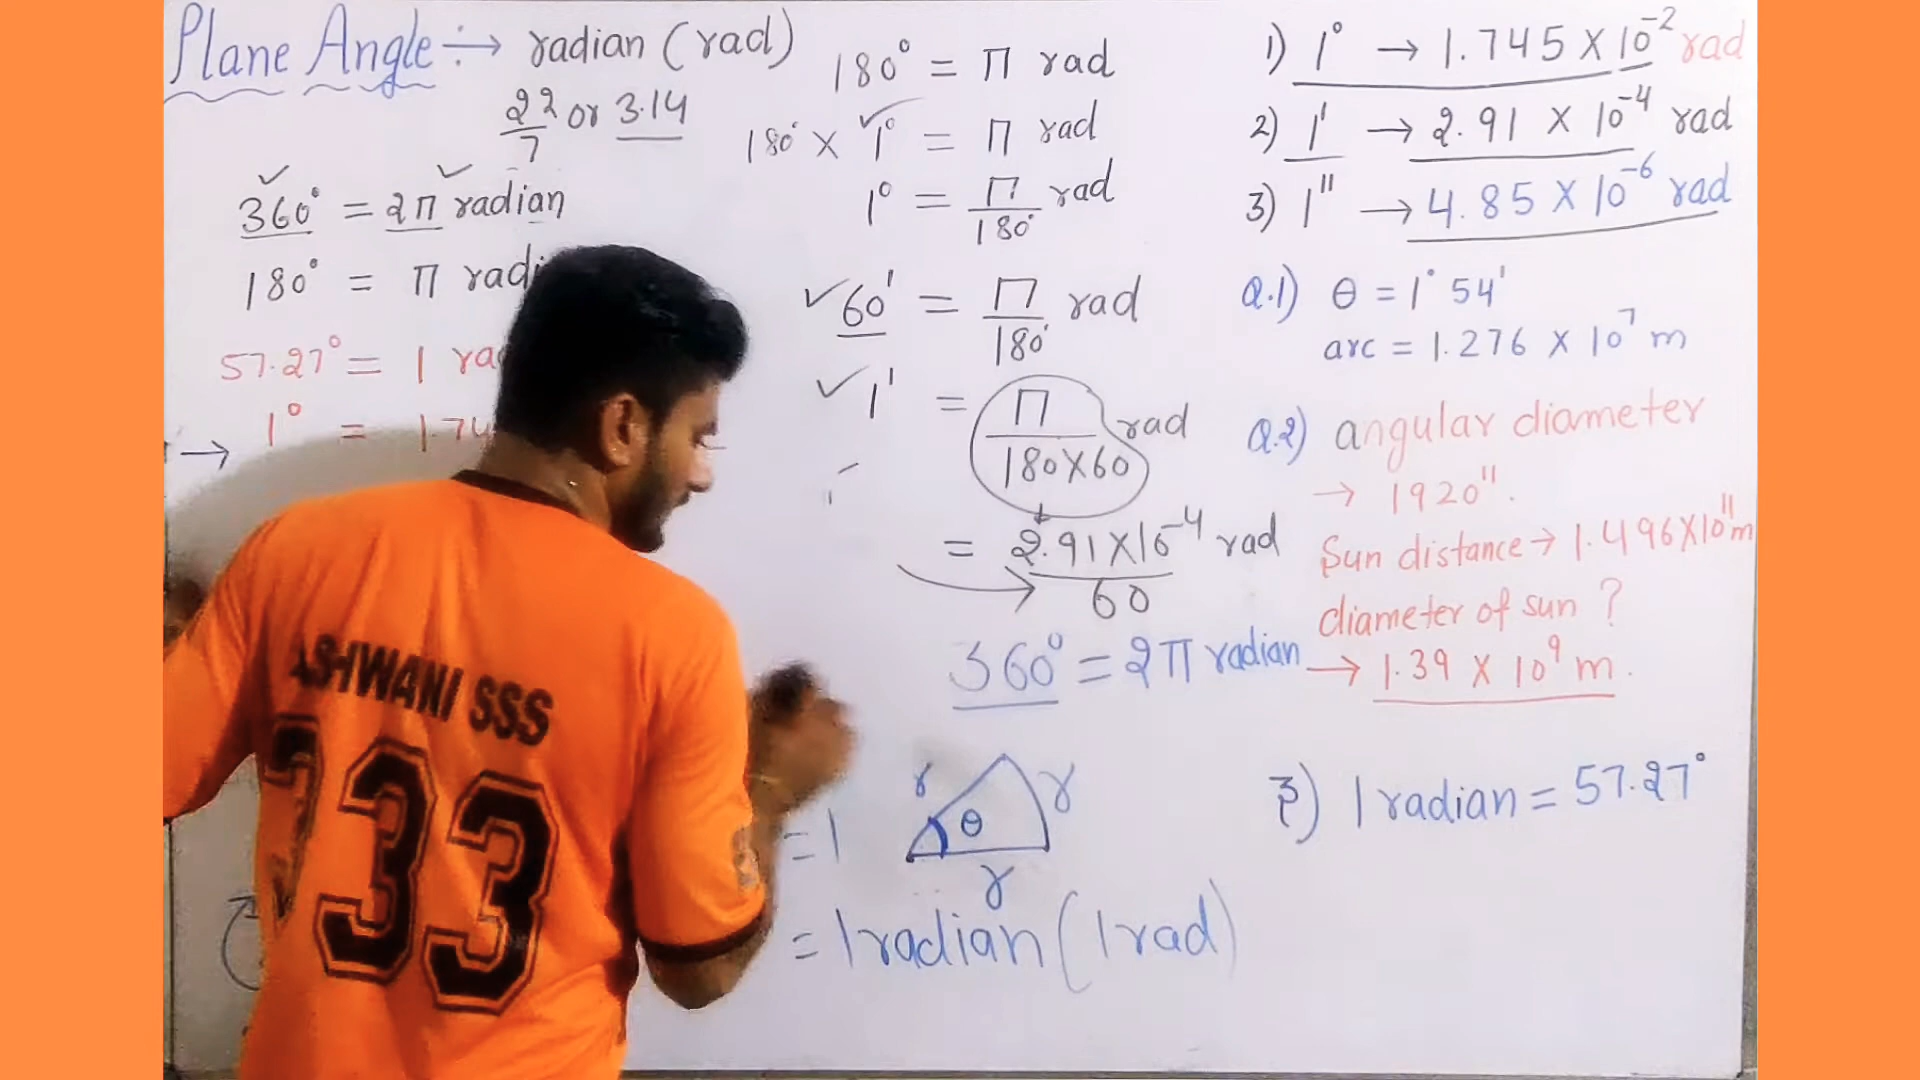 Plane Angle ÷→ radian (rad)
22/7 or 3.14
360° = 2π radian
180° = π radi
57.27° = 1 ra
→ 1° = 1.74
180° = π rad
180° × 1° = π rad
1° = π/180° rad
60' = π/180° rad
1' = π/180×60 rad
= 2.91×10⁻⁴ rad
60
360° = 2π radian
r r
θ
r
= 1
= 1 radian (1 rad)
1) 1° → 1.745 × 10⁻² rad
2) 1' → 2.91 × 10⁻⁴ rad
3) 1" → 4.85 × 10⁻⁶ rad
Q.1) θ = 1° 54'
arc = 1.276 × 10⁷ m
Q.2) angular diameter
→ 1920".
Sun distance → 1.496×10¹¹ m
diameter of sun ?
→ 1.39 × 10⁹ m.
3) 1 radian = 57.27°
ASHWANI SSS
333